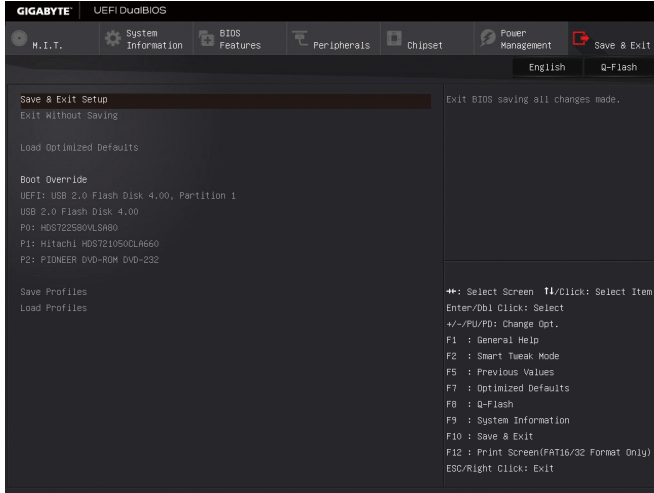 GIGABYTE™ UEFI DualBIOS
M.I.T.
System Information
BIOS Features
Peripherals
Chipset
Power Management
Save & Exit
English Q-Flash
Save & Exit Setup
Exit Without Saving
Load Optimized Defaults
Boot Override
UEFI: USB 2.0 Flash Disk 4.00, Partition 1
USB 2.0 Flash Disk 4.00
P0: HDS722580VLSA80
P1: Hitachi HDS721050CLA660
P2: PIONEER DVD-ROM DVD-232
Save Profiles
Load Profiles
Exit BIOS saving all changes made.
→←: Select Screen ↑↓/Click: Select Item
Enter/Dbl Click: Select
+/-/PU/PD: Change Opt.
F1 : General Help
F2 : Smart Tweak Mode
F5 : Previous Values
F7 : Optimized Defaults
F8 : Q-Flash
F9 : System Information
F10 : Save & Exit
F12 : Print Screen(FAT16/32 Format Only)
ESC/Right Click: Exit